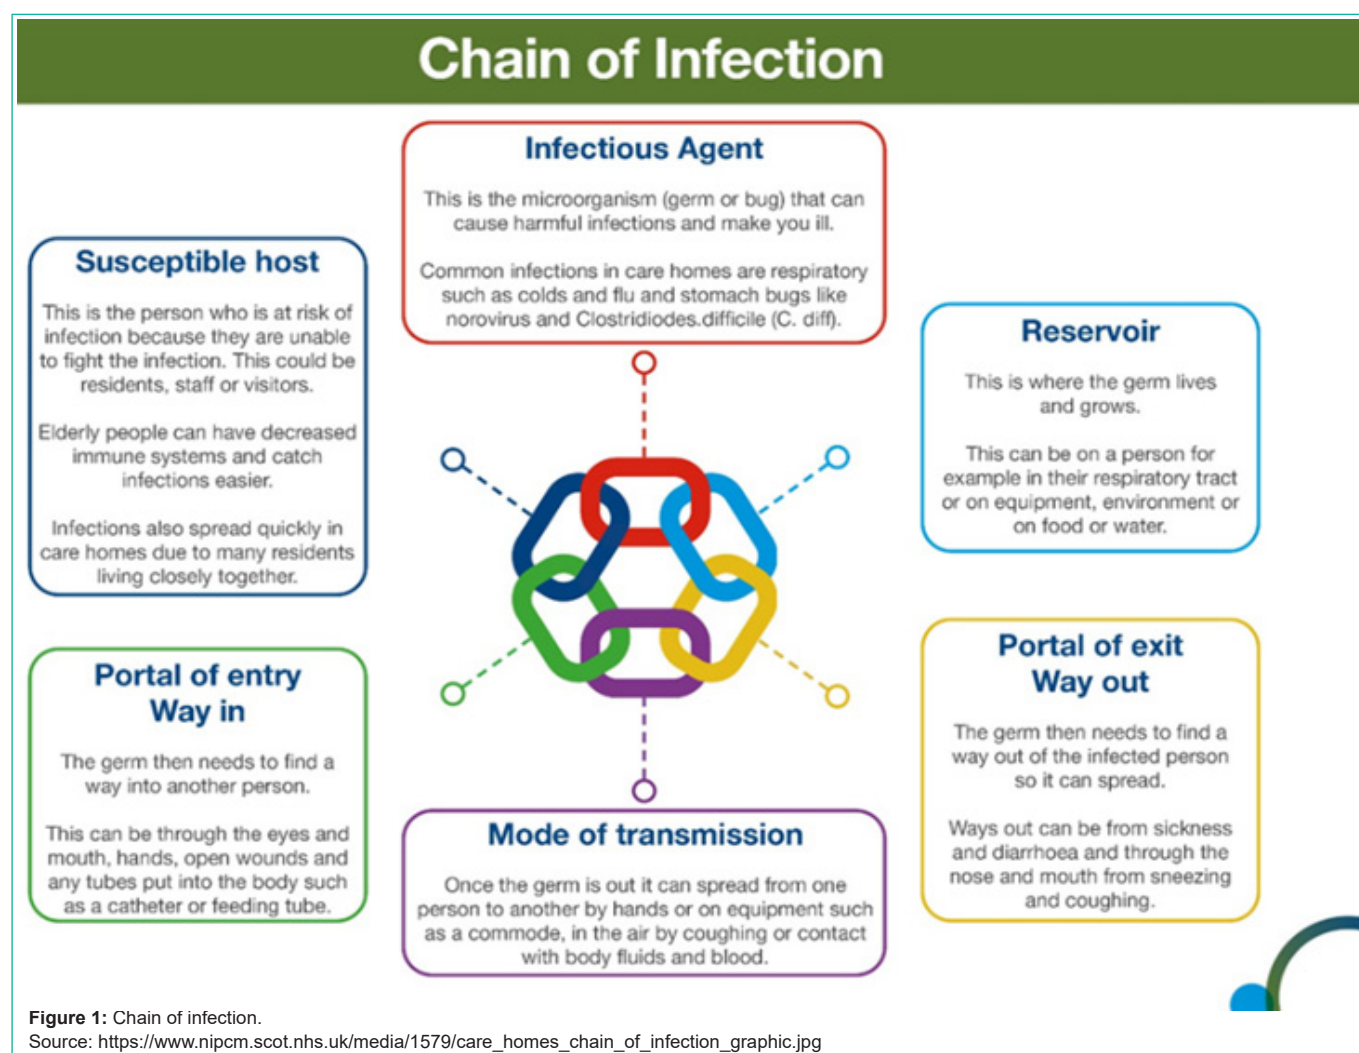 Chain of Infection
Infectious Agent
This is the microorganism (germ or bug) that can
cause harmful infections and make you ill.
Common infections in care homes are respiratory
such as colds and flu and stomach bugs like
norovirus and Clostridiodes.difficile (C. diff).
Reservoir
This is where the germ lives
and grows.
This can be on a person for
example in their respiratory tract
or on equipment, environment or
on food or water.
Portal of exit
Way out
The germ then needs to find a
way out of the infected person
so it can spread.
Ways out can be from sickness
and diarrhoea and through the
nose and mouth from sneezing
and coughing.
Mode of transmission
Once the germ is out it can spread from one
person to another by hands or on equipment such
as a commode, in the air by coughing or contact
with body fluids and blood.
Portal of entry
Way in
The germ then needs to find a
way into another person.
This can be through the eyes and
mouth, hands, open wounds and
any tubes put into the body such
as a catheter or feeding tube.
Susceptible host
This is the person who is at risk of
infection because they are unable
to fight the infection. This could be
residents, staff or visitors.
Elderly people can have decreased
immune systems and catch
infections easier.
Infections also spread quickly in
care homes due to many residents
living closely together.
Figure 1: Chain of infection.
Source: https://www.nipcm.scot.nhs.uk/media/1579/care_homes_chain_of_infection_graphic.jpg